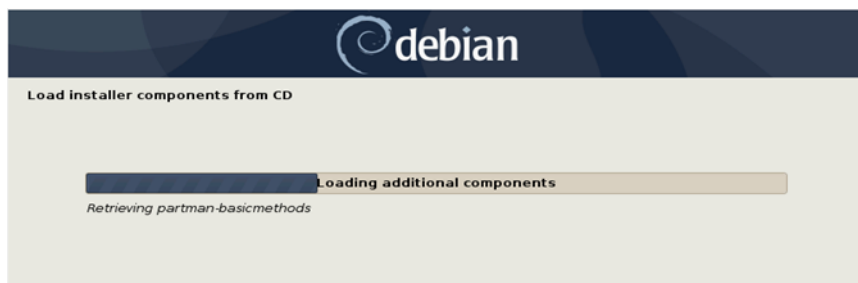 debian
Load installer components from CD
Loading additional components
Retrieving partman-basicmethods